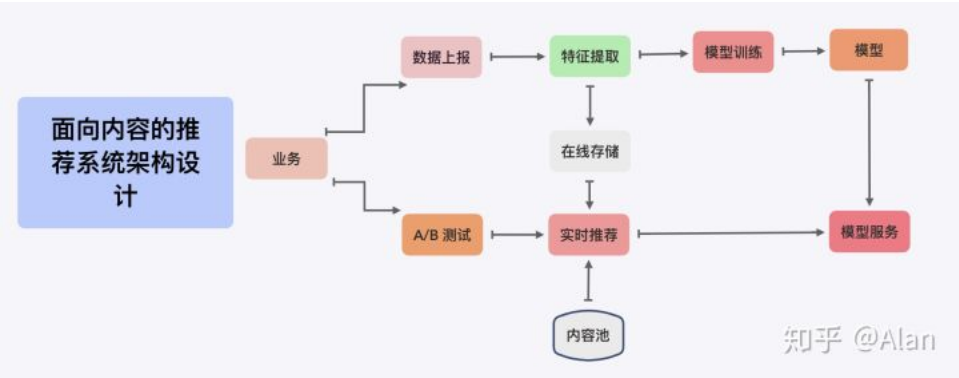 面向内容的推
荐系统架构设
计
业务
数据上报
特征提取
模型训练
模型
在线存储
A/B 测试
实时推荐
模型服务
内容池
知乎 @Alan